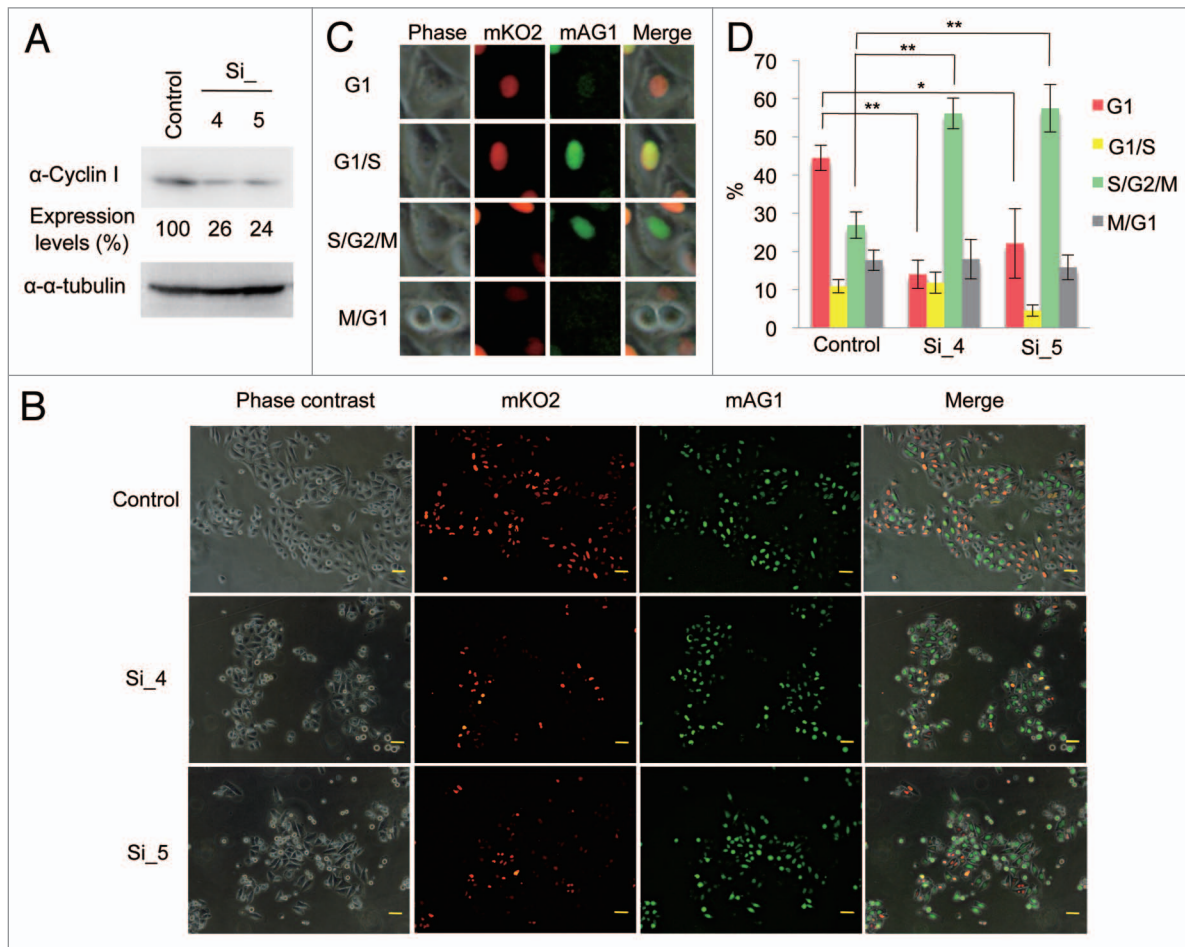 A
Si_
Control
4 5
α-Cyclin I
Expression
levels (%)
100 26 24
α-α-tubulin
C
Phase mKO2 mAG1 Merge
G1
G1/S
S/G2/M
M/G1
D
**
**
*
**
70
60
50
40
30
20
10
0
%
Control Si_4 Si_5
G1
G1/S
S/G2/M
M/G1
B
Phase contrast mKO2 mAG1 Merge
Control
Si_4
Si_5